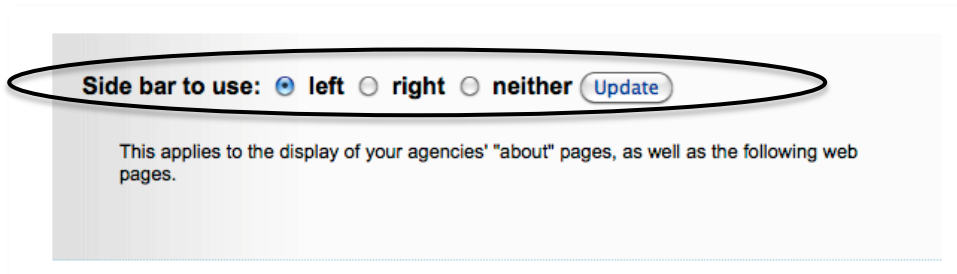 Side bar to use: left right neither Update
This applies to the display of your agencies' "about" pages, as well as the following web
pages.